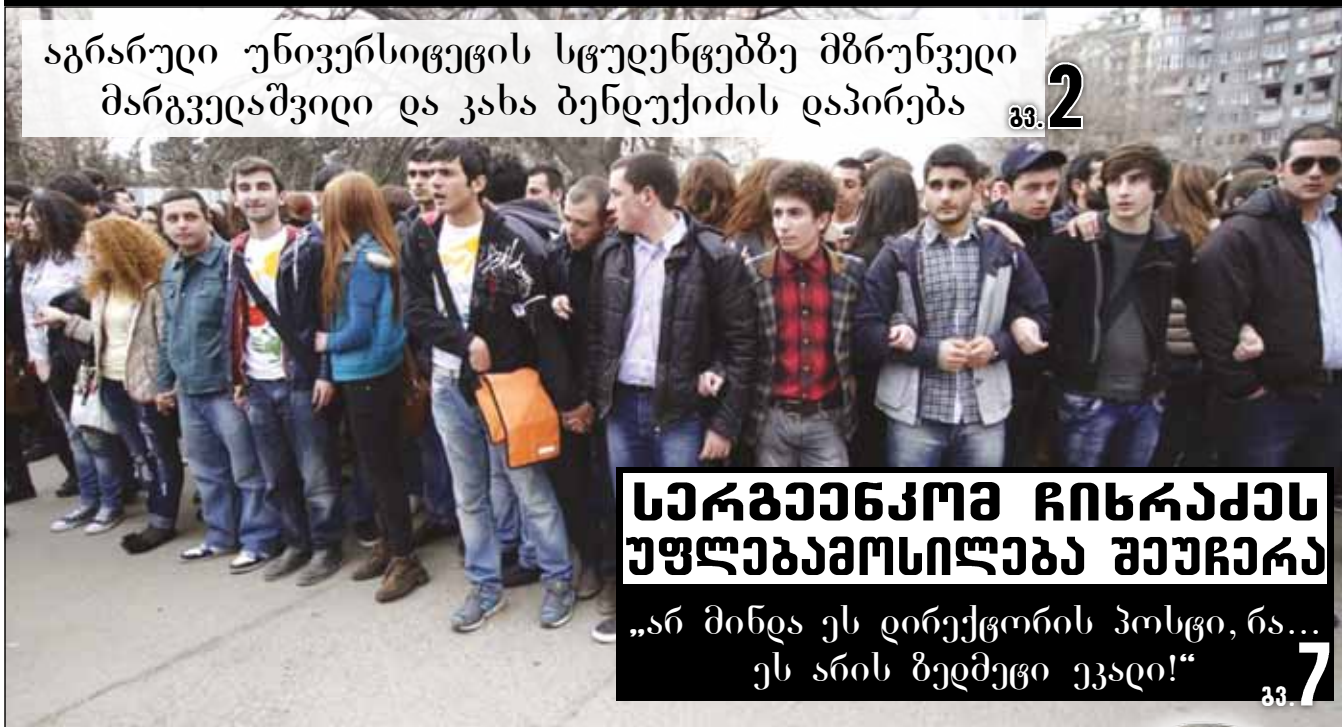 აგრარული უნივერსიტეტის სტუდენტებზე მზრუნველი
მარგველაშვილი და კახა ბენდუქიძის დაპირება
გვ.2
სერგეენკომ ჩიხრაძეს
უფლებამოსილება შეუჩერა
„არ მინდა ეს დირექტორის პოსტი, რა...
ეს არის ზედმეტი ეკალი!“
გვ.7